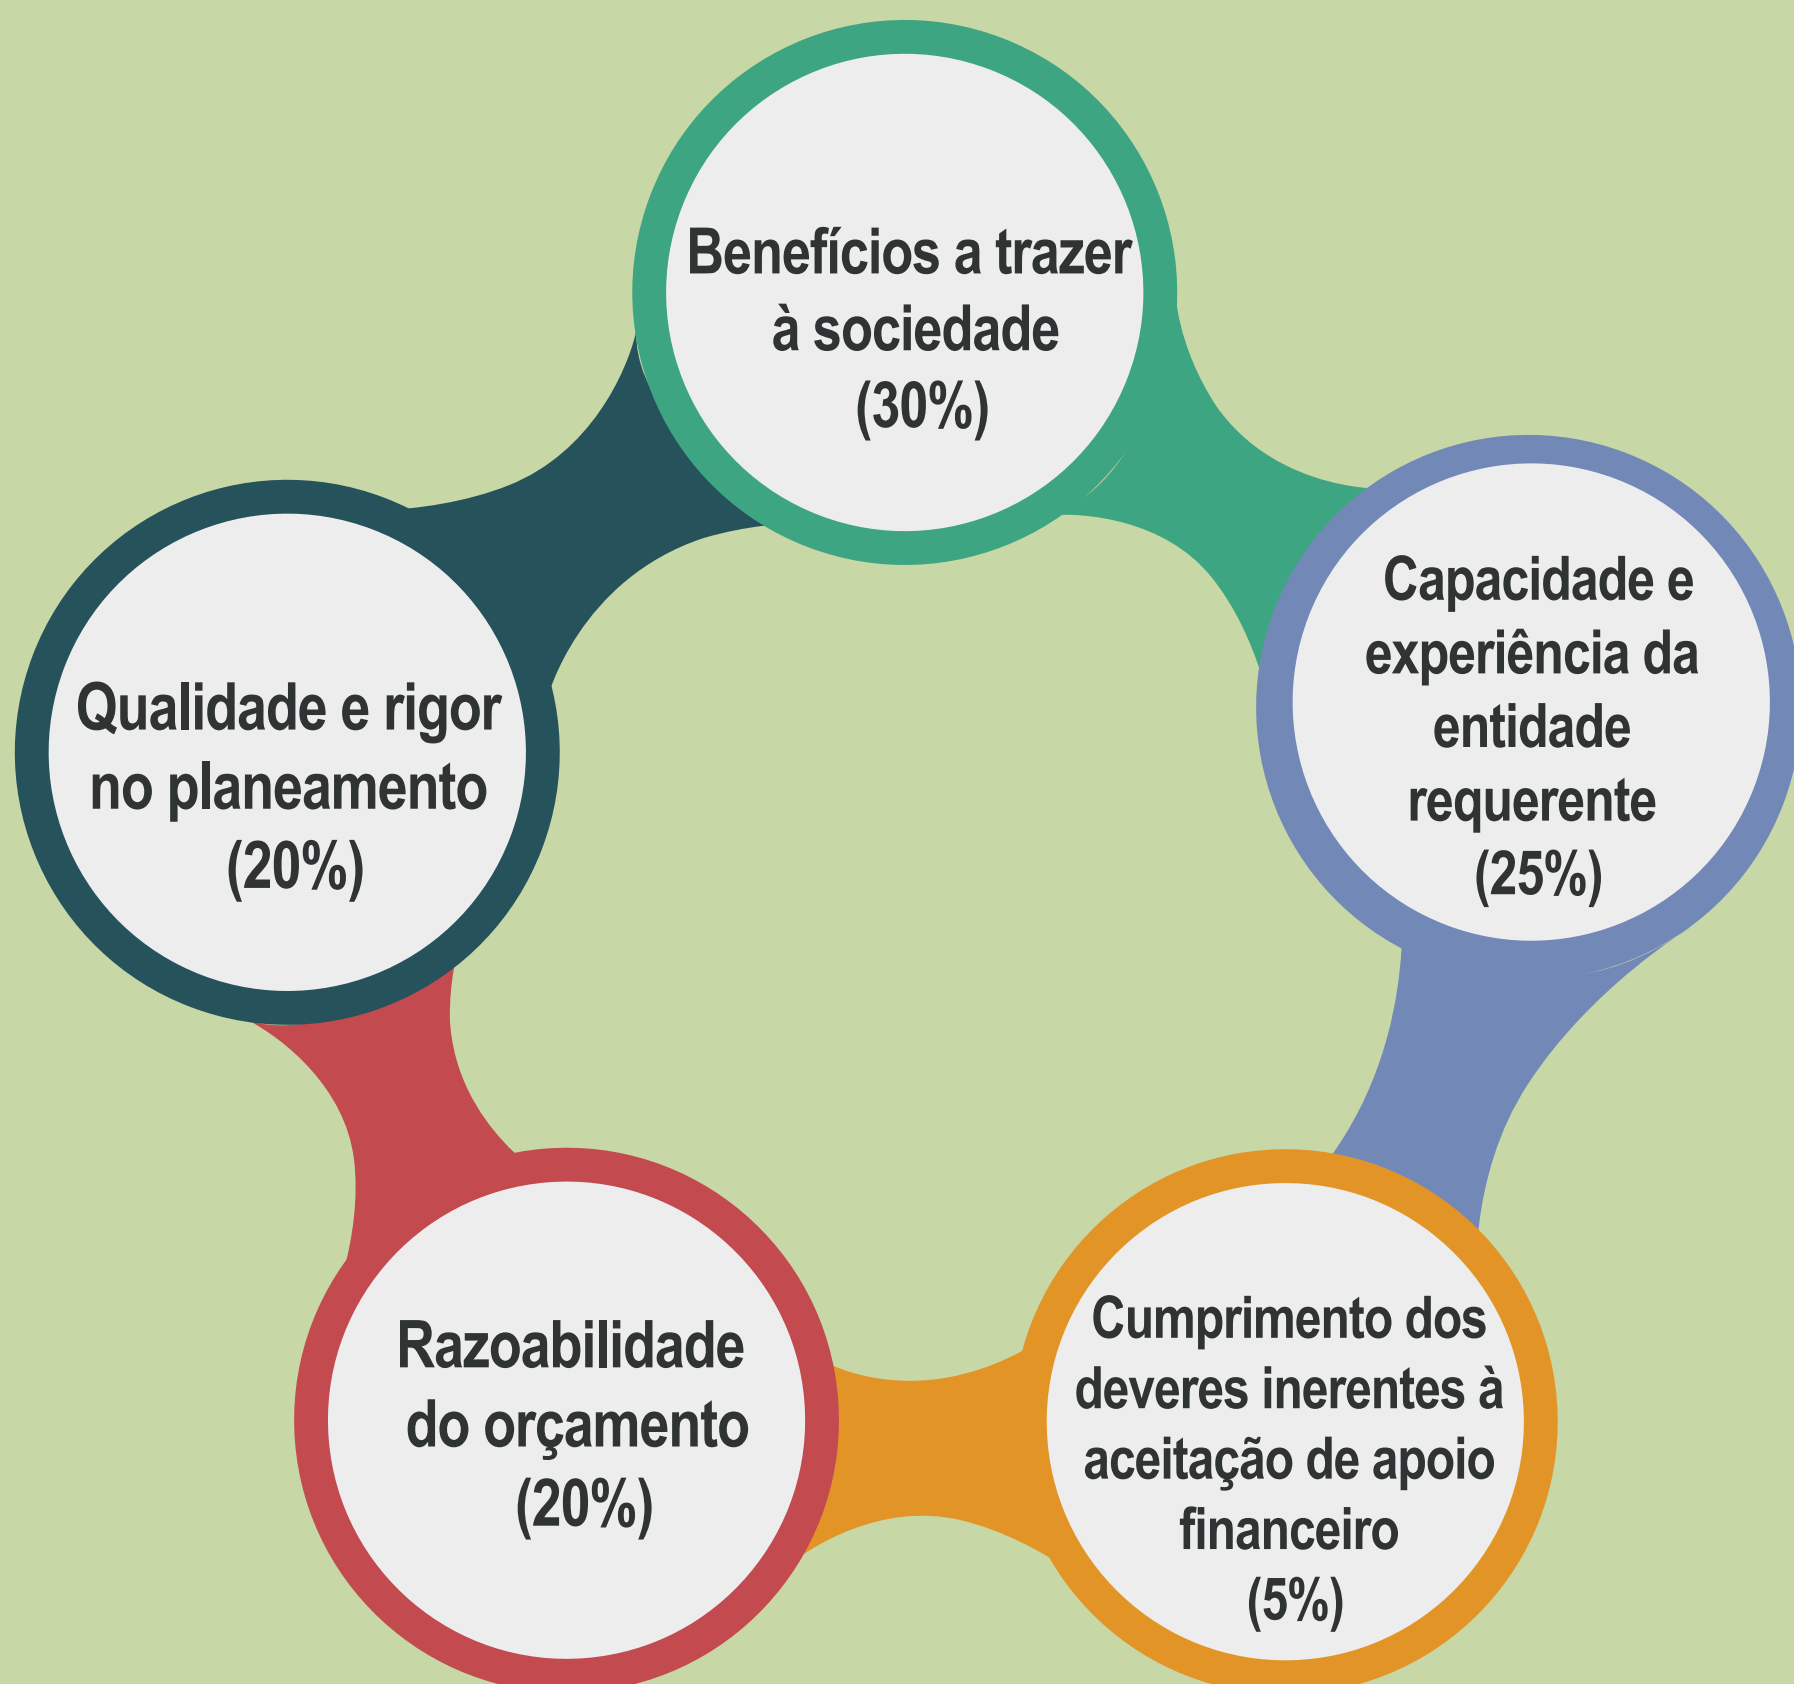 Benefícios a trazer
à sociedade
(30%)
Capacidade e
experiência da
entidade
requerente
(25%)
Qualidade e rigor
no planeamento
(20%)
Razoabilidade
do orçamento
(20%)
Cumprimento dos
deveres inerentes à
aceitação de apoio
financeiro
(5%)